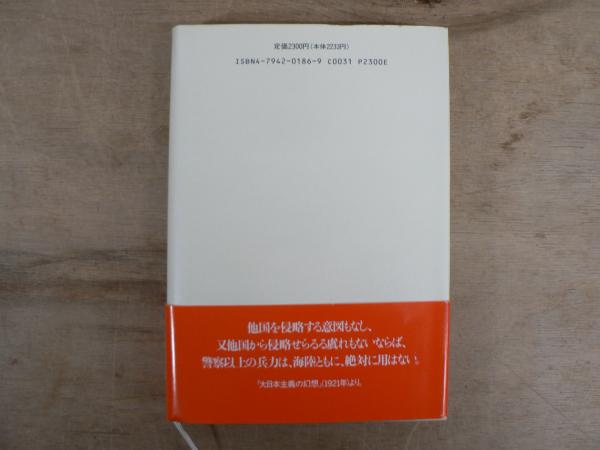 定価2300円(本体2233円)
ISBN4-7942-0186-9 C0031 P2300E
他国を侵略する意図もなし、
又他国から侵略せらるる虞れもないならば、
警察以上の兵力は、海陸ともに、絶対に用はない。
「大日本主義の幻想」(1921年)より。